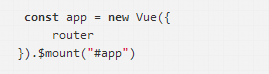 const app = new Vue({
    router
}).$mount("#app")